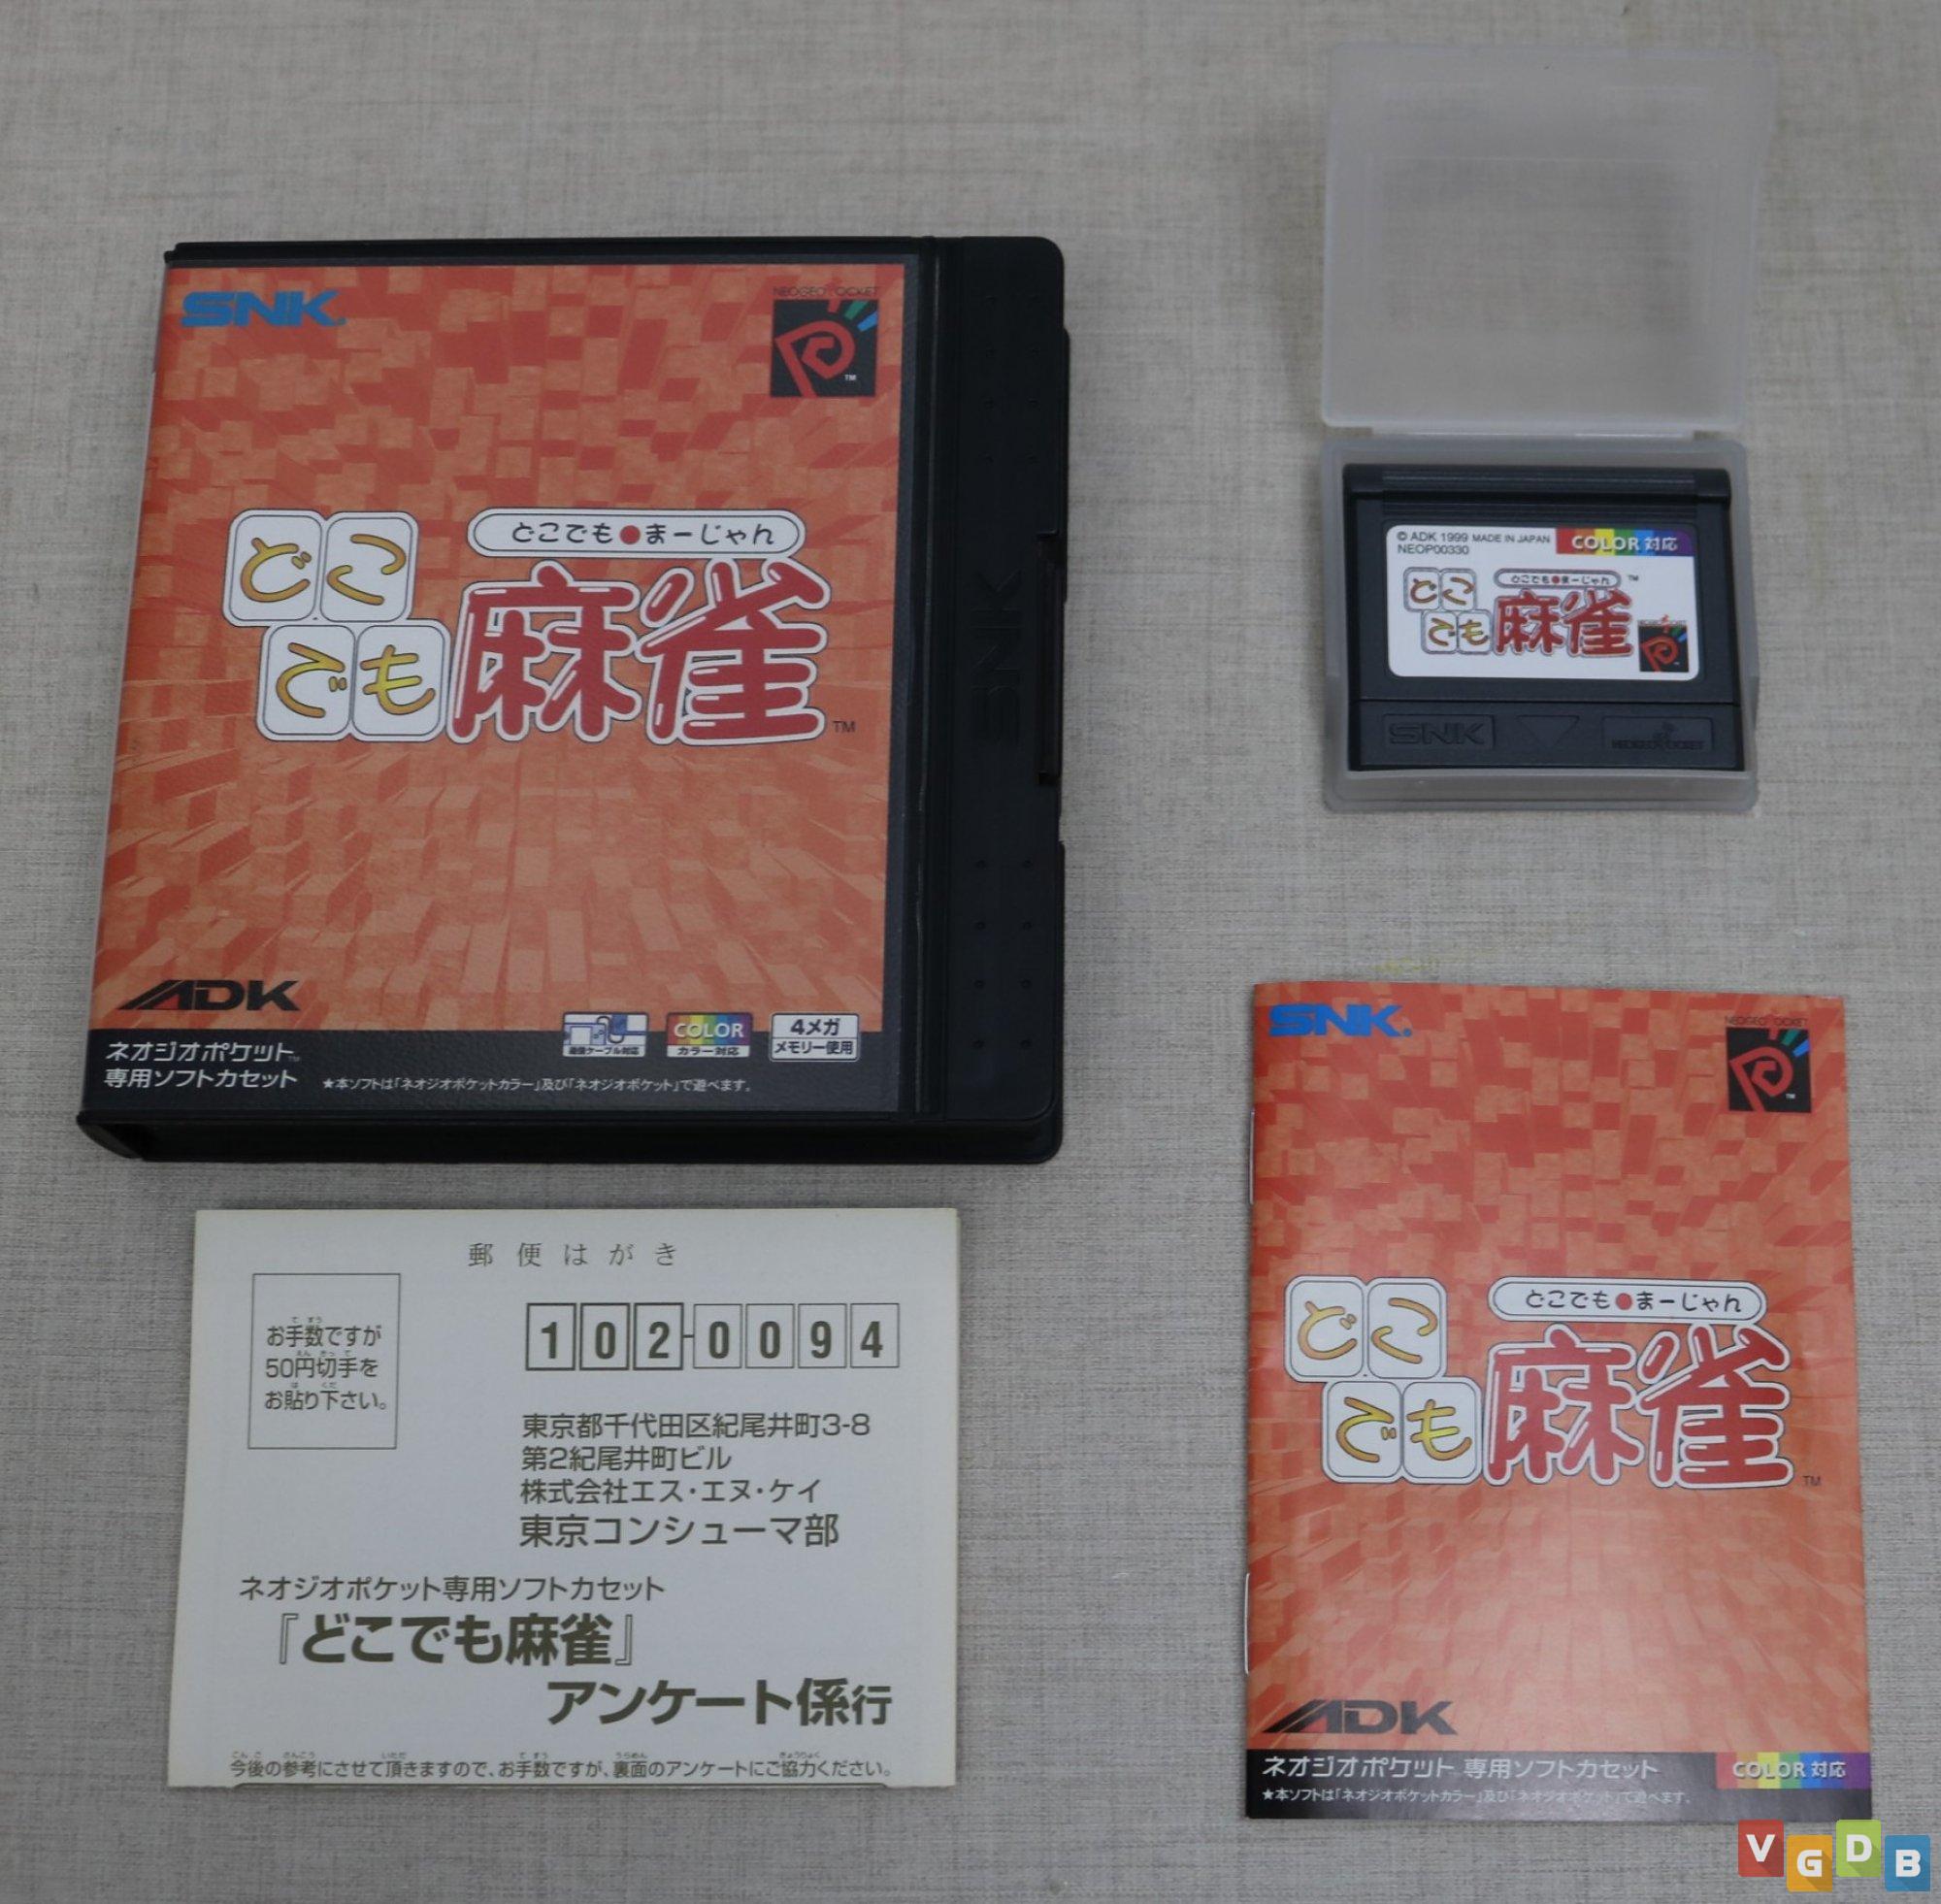 SNK
NEOGEO POCKET
TM
どこでも●まーじゃん
どこ
でも
麻雀
TM
ADK
ネオジオポケット
専用ソフトカセット
★本ソフトは「ネオジオポケットカラー」及び「ネオジオポケット」で遊べます。
通信ケーブル対応
COLOR
カラー対応
4メガ
メモリー使用
SNK
© ADK 1999 MADE IN JAPAN
NEOP00330
COLOR 対応
どこでも●まーじゃん
TM
どこ
でも
麻雀
SNK
NEOGEO POCKET
郵便はがき
お手数ですが
50円切手を
お貼り下さい。
102-0094
東京都千代田区紀尾井町3-8
第2紀尾井町ビル
株式会社エス・エヌ・ケイ
東京コンシューマ部
ネオジオポケット専用ソフトカセット
『どこでも麻雀』
アンケート係行
今後の参考にさせて頂きますので、お手数ですが、裏面のアンケートにご協力ください。
SNK.
NEOGEO POCKET
TM
どこでも●まーじゃん
どこ
でも
麻雀
TM
ADK
ネオジオポケット 専用ソフトカセット
COLOR 対応
★本ソフトは「ネオジオポケットカラー」及び「ネオジオポケット」で遊べます。
VGDB